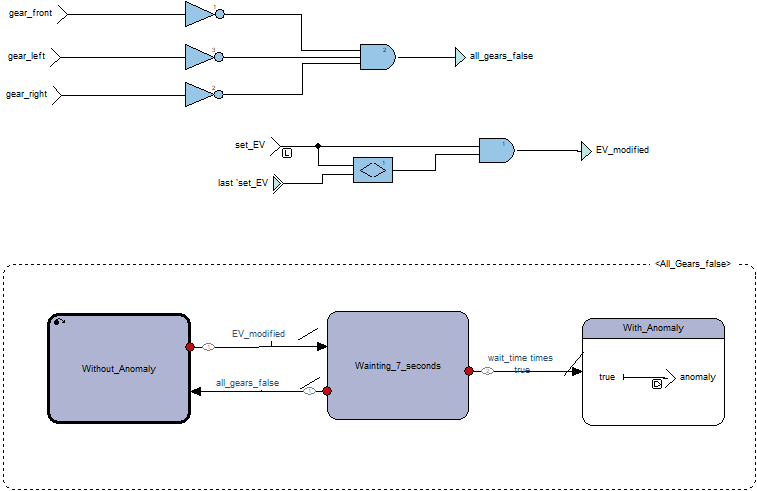 gear_front
1
gear_left
3
2
all_gears_false
gear_right
2
set_EV
L
1
EV_modified
1
last 'set_EV
<All_Gears_false>
EV_modified
With_Anomaly
Without_Anomaly
Wainting_7_seconds
wait_time times
true
true
anomaly
all_gears_false